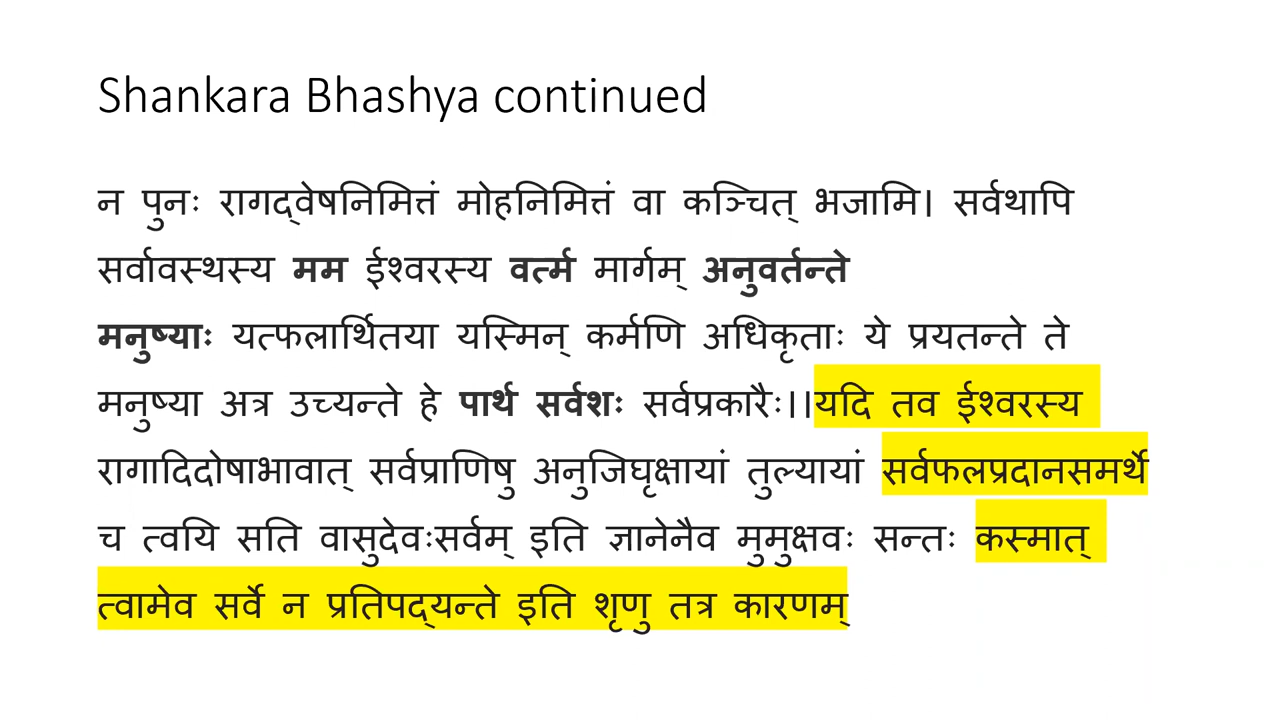 Shankara Bhashya continued
न पुनः रागद्वेषनिमित्तं मोहनिमित्तं वा कञ्चित् भजामि। सर्वथापि
सर्वावस्थस्य मम ईश्वरस्य वर्त्म मार्गम् अनुवर्तन्ते
मनुष्याः यत्फलार्थितया यस्मिन् कर्मणि अधिकृताः ये प्रयतन्ते ते
मनुष्या अत्र उच्यन्ते हे पार्थ सर्वशः सर्वप्रकारैः।।यदि तव ईश्वरस्य
रागादिदोषाभावात् सर्वप्राणिषु अनुजिघृक्षायां तुल्यायां सर्वफलप्रदानसमर्थे
च त्वयि सति वासुदेवःसर्वम् इति ज्ञानेनैव मुमुक्षवः सन्तः कस्मात्
त्वामेव सर्वे न प्रतिपद्यन्ते इति शृणु तत्र कारणम्